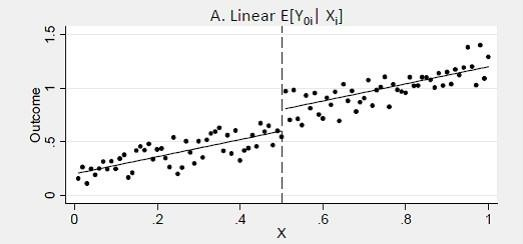 A. Linear E[Y0i| Xi]
1.5
1
.5
0
Outcome
0 .2 .4 .6 .8 1
X